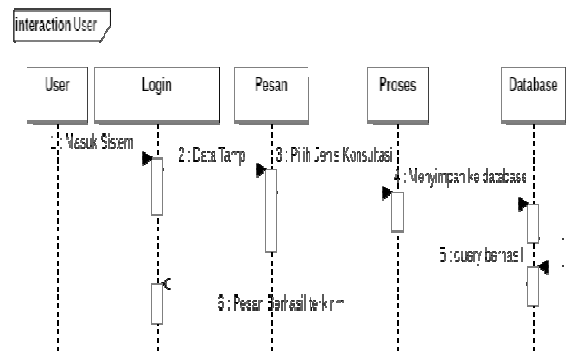 interaction User
User
Login
Pesan
Proses
Database
1 : Masuk Sistem
2 : Data Tamp
3 : Pilih Jenis Konsultasi
4 : Menyimpan ke database
5 : query berhasil
6 : Pesan Berhasil terkirim